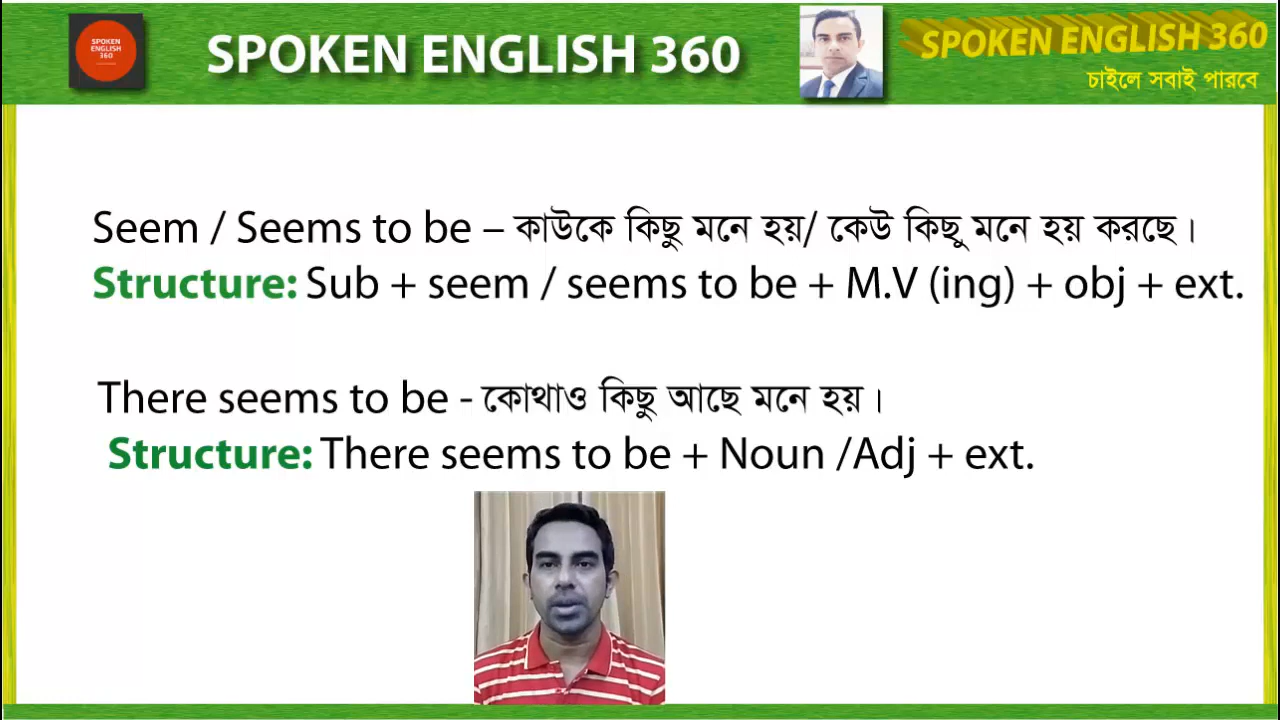 SPOKEN
ENGLISH
360
SPOKEN ENGLISH 360
SPOKEN ENGLISH 360
চাইলে সবাই পারবে
Seem / Seems to be – কাউকে কিছু মনে হয়/ কেউ কিছু মনে হয় করছে।
Structure: Sub + seem / seems to be + M.V (ing) + obj + ext.
There seems to be - কোথাও কিছু আছে মনে হয়।
Structure: There seems to be + Noun /Adj + ext.